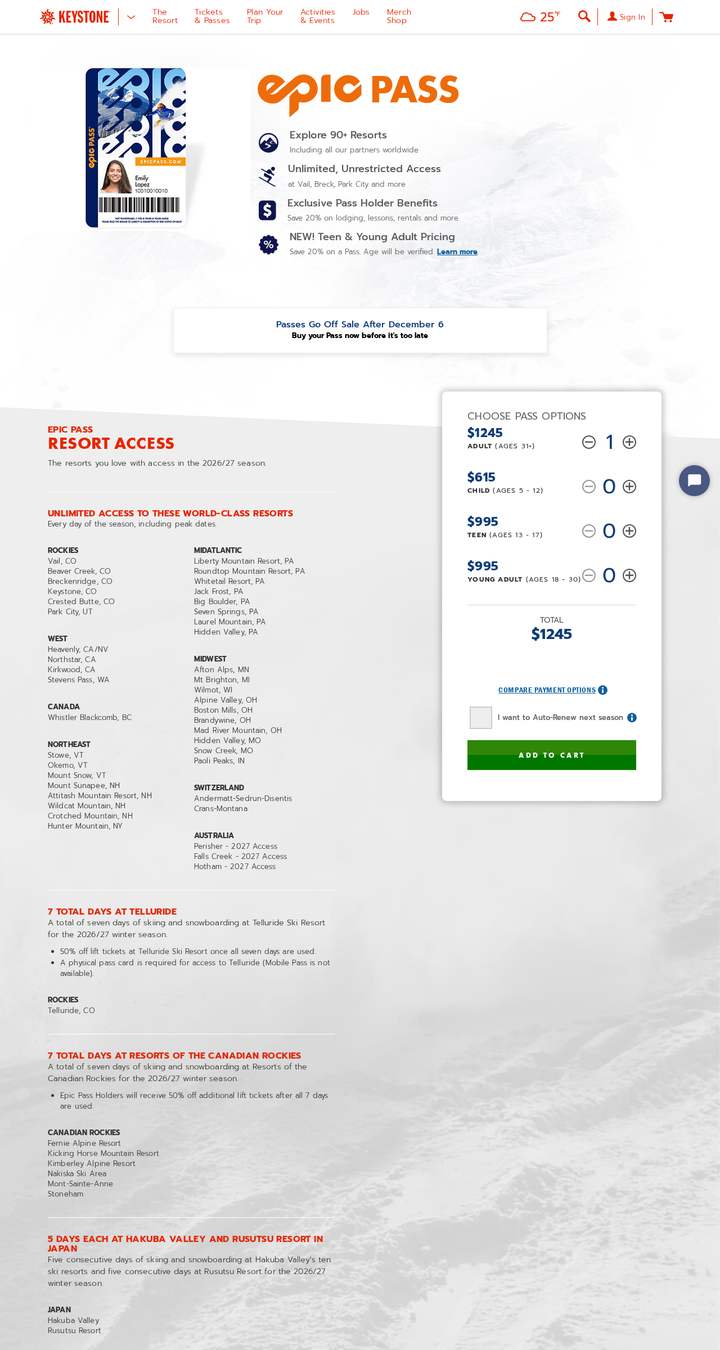 KEYSTONE
The
Resort
Tickets
& Passes
Plan Your
Trip
Activities
& Events
Jobs
Merch
Shop
25°F
Sign In
epic PASS
EPICPASS.COM
Emily
Lopez
10010010010
epic PASS
Explore 90+ Resorts
Including all our partners worldwide
Unlimited, Unrestricted Access
at Vail, Breck, Park City and more
Exclusive Pass Holder Benefits
Save 20% on lodging, lessons, rentals and more
NEW! Teen & Young Adult Pricing
Save 20% on a Pass. Age will be verified. Learn more
Passes Go Off Sale After December 6
Buy your Pass now before it's too late
EPIC PASS
RESORT ACCESS
The resorts you love with access in the 2026/27 season.
UNLIMITED ACCESS TO THESE WORLD-CLASS RESORTS
Every day of the season, including peak dates.
ROCKIES
Vail, CO
Beaver Creek, CO
Breckenridge, CO
Keystone, CO
Crested Butte, CO
Park City, UT
WEST
Heavenly, CA/NV
Northstar, CA
Kirkwood, CA
Stevens Pass, WA
CANADA
Whistler Blackcomb, BC
NORTHEAST
Stowe, VT
Okemo, VT
Mount Snow, VT
Mount Sunapee, NH
Attitash Mountain Resort, NH
Wildcat Mountain, NH
Crotched Mountain, NH
Hunter Mountain, NY
MIDATLANTIC
Liberty Mountain Resort, PA
Roundtop Mountain Resort, PA
Whitetail Resort, PA
Jack Frost, PA
Big Boulder, PA
Seven Springs, PA
Laurel Mountain, PA
Hidden Valley, PA
MIDWEST
Afton Alps, MN
Mt Brighton, MI
Wilmot, WI
Alpine Valley, OH
Boston Mills, OH
Brandywine, OH
Mad River Mountain, OH
Hidden Valley, MO
Snow Creek, MO
Paoli Peaks, IN
SWITZERLAND
Andermatt-Sedrun-Disentis
Crans-Montana
AUSTRALIA
Perisher - 2027 Access
Falls Creek - 2027 Access
Hotham - 2027 Access
7 TOTAL DAYS AT TELLURIDE
A total of seven days of skiing and snowboarding at Telluride Ski Resort
for the 2026/27 winter season.
• 50% off lift tickets at Telluride Ski Resort once all seven days are used.
• A physical pass card is required for access to Telluride (Mobile Pass is not
available).
ROCKIES
Telluride, CO
7 TOTAL DAYS AT RESORTS OF THE CANADIAN ROCKIES
A total of seven days of skiing and snowboarding at Resorts of the
Canadian Rockies for the 2026/27 winter season.
• Epic Pass Holders will receive 50% off additional lift tickets after all 7 days
are used.
CANADIAN ROCKIES
Fernie Alpine Resort
Kicking Horse Mountain Resort
Kimberley Alpine Resort
Nakiska Ski Area
Mont-Sainte-Anne
Stoneham
5 DAYS EACH AT HAKUBA VALLEY AND RUSUTSU RESORT IN
JAPAN
Five consecutive days of skiing and snowboarding at Hakuba Valley's ten
ski resorts and five consecutive days at Rusutsu Resort for the 2026/27
winter season.
JAPAN
Hakuba Valley
Rusutsu Resort
CHOOSE PASS OPTIONS
$1245
ADULT (AGES 31+)
1
$615
CHILD (AGES 5 - 12)
0
$995
TEEN (AGES 13 - 17)
0
$995
YOUNG ADULT (AGES 18 - 30)
0
TOTAL
$1245
COMPARE PAYMENT OPTIONS
I want to Auto-Renew next season
ADD TO CART